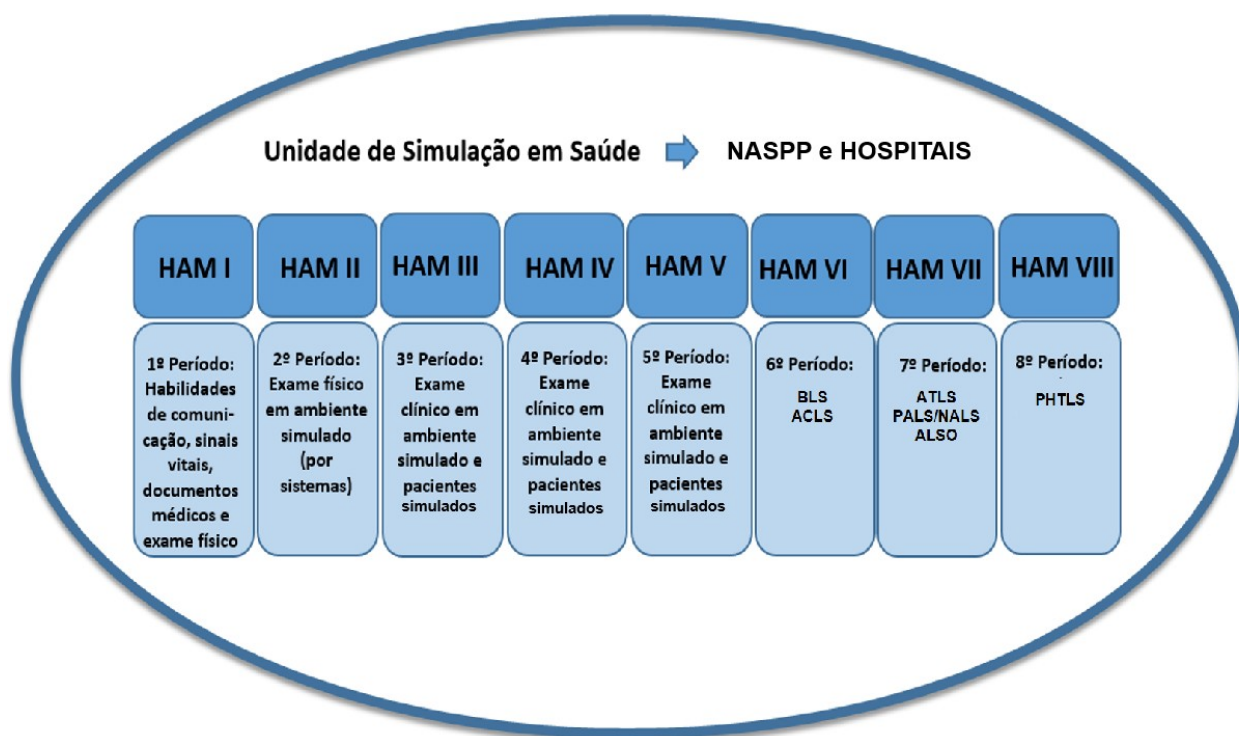 Unidade de Simulação em Saúde NASPP e HOSPITAIS
HAM I
HAM II
HAM III
HAM IV
HAM V
HAM VI
HAM VII
HAM VIII
1º Período:
Habilidades
de comuni-
cação, sinais
vitais,
documentos
médicos e
exame físico
2º Período:
Exame físico
em ambiente
simulado
(por
sistemas)
3º Período:
Exame
clínico em
ambiente
simulado e
pacientes
simulados
4º Período:
Exame
clínico em
ambiente
simulado e
pacientes
simulados
5º Período:
Exame
clínico em
ambiente
simulado e
pacientes
simulados
6º Período:
BLS
ACLS
7º Período:
ATLS
PALS/NALS
ALSO
8º Período:
PHTLS